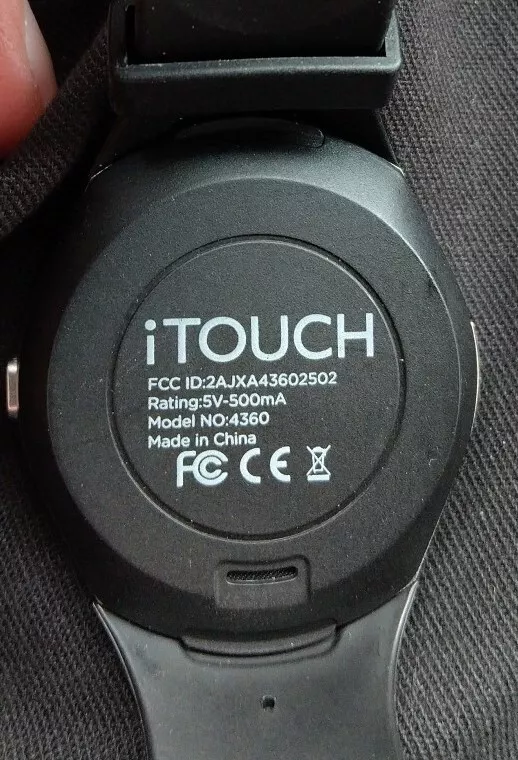 iTOUCH
FCC ID:2AJXA43602502
Rating:5V-500mA
Model NO:4360
Made in China
FC CE